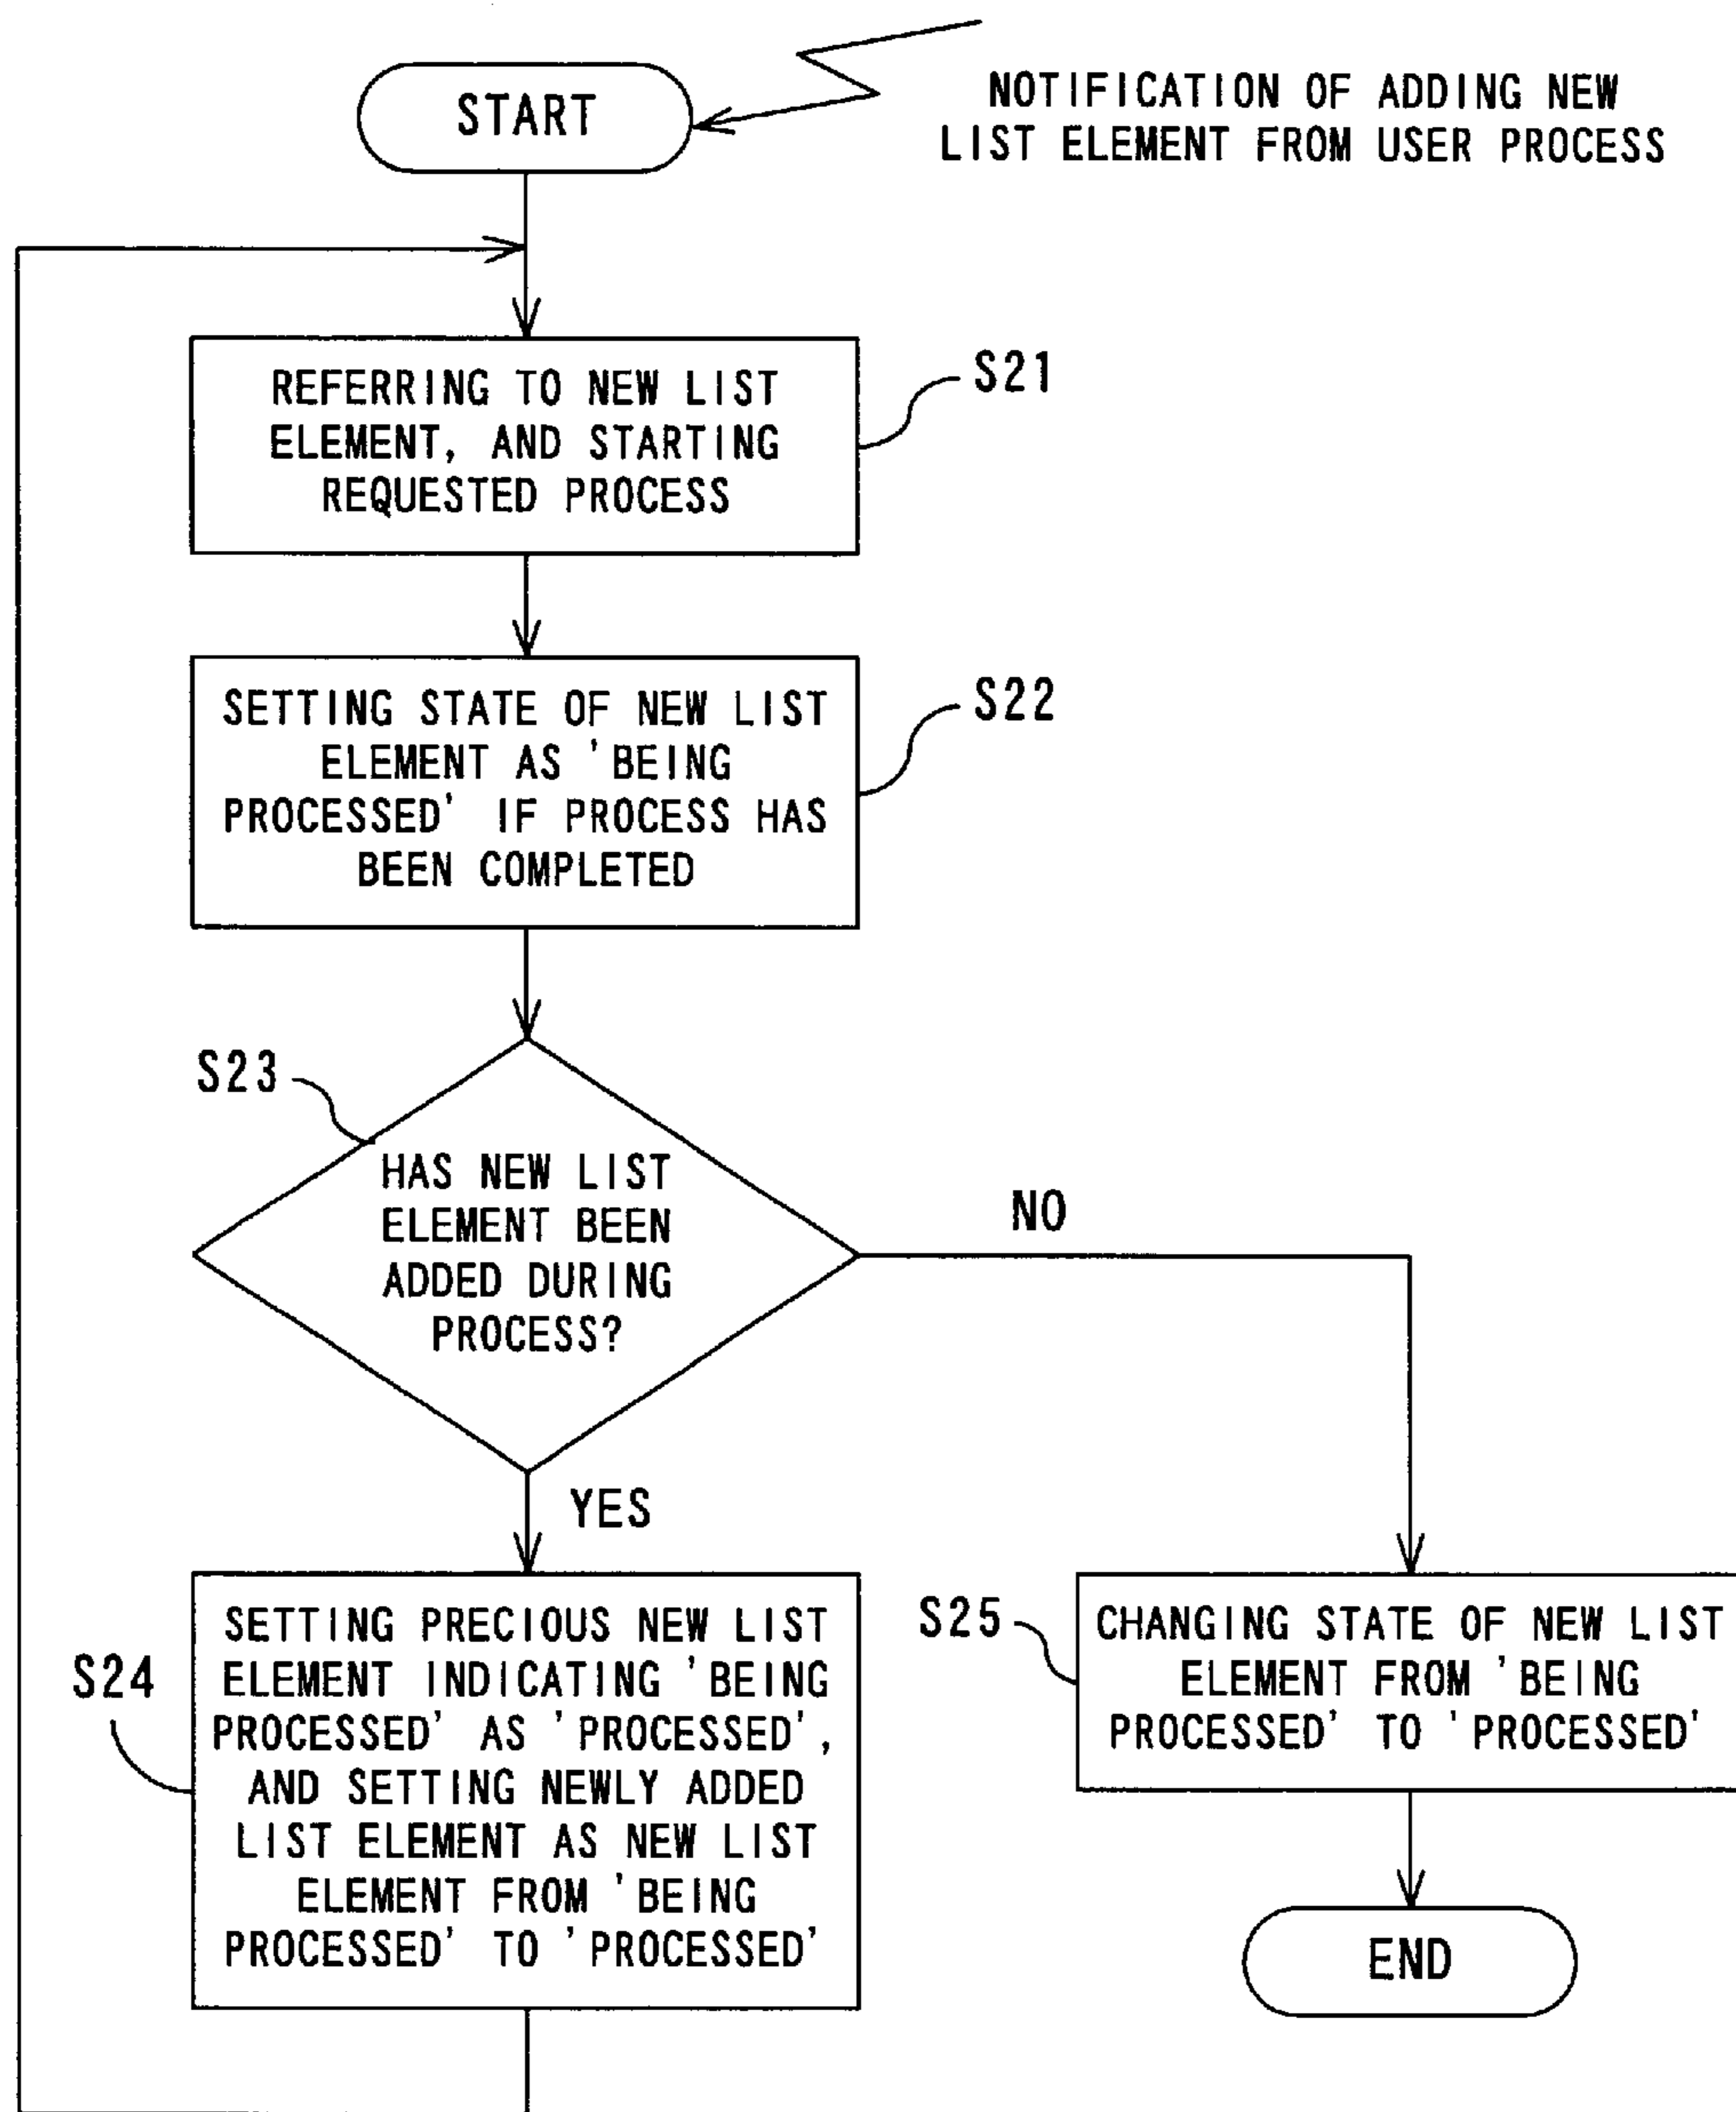 START
NOTIFICATION OF ADDING NEW
LIST ELEMENT FROM USER PROCESS
REFERRING TO NEW LIST
ELEMENT, AND STARTING
REQUESTED PROCESS
S21
SETTING STATE OF NEW LIST
ELEMENT AS 'BEING
PROCESSED' IF PROCESS HAS
BEEN COMPLETED
S22
S23
HAS NEW LIST
ELEMENT BEEN
ADDED DURING
PROCESS?
NO
YES
S24
SETTING PRECIOUS NEW LIST
ELEMENT INDICATING 'BEING
PROCESSED' AS 'PROCESSED',
AND SETTING NEWLY ADDED
LIST ELEMENT AS NEW LIST
ELEMENT FROM 'BEING
PROCESSED' TO 'PROCESSED'
S25
CHANGING STATE OF NEW LIST
ELEMENT FROM 'BEING
PROCESSED' TO 'PROCESSED'
END